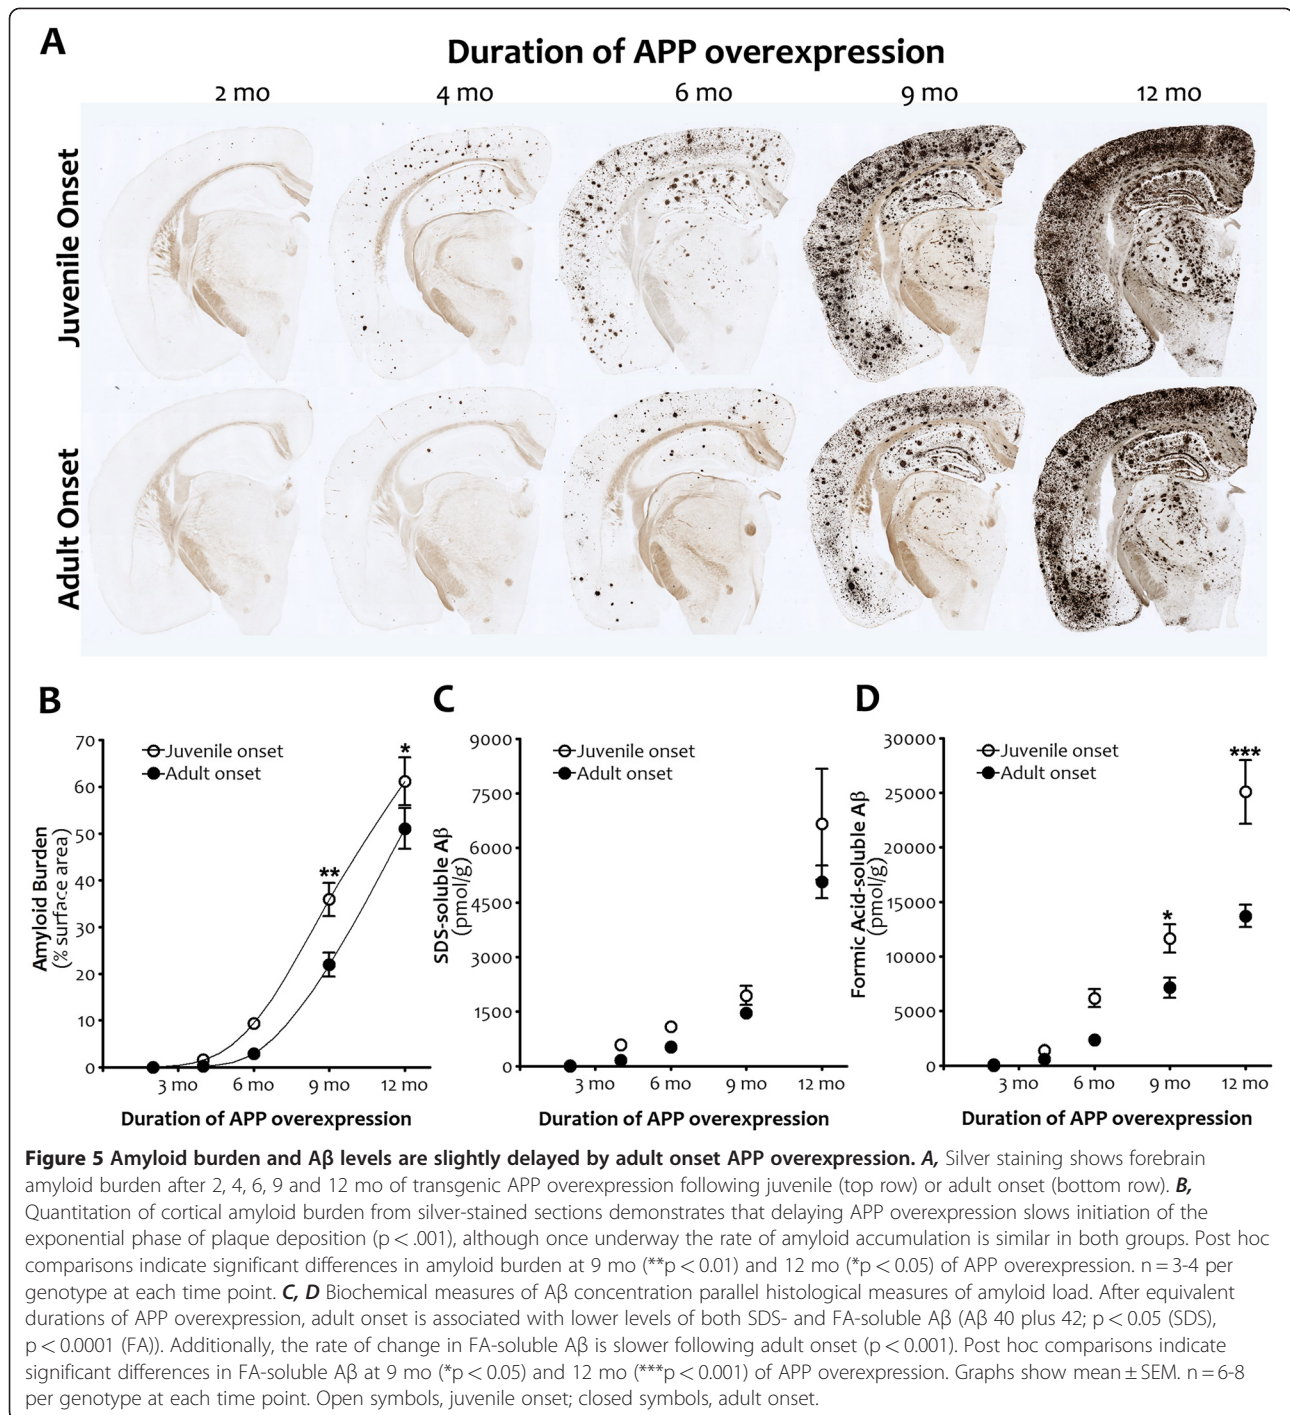 A
Duration of APP overexpression
2 mo 4 mo 6 mo 9 mo 12 mo
Juvenile Onset
Adult Onset
B
70
60
50
40
30
20
10
0
Amyloid Burden
(% surface area)
Juvenile onset
Adult onset
**
*
3 mo 6 mo 9 mo 12 mo
Duration of APP overexpression
C
9000
7500
6000
4500
3000
1500
0
SDS-soluble Aβ
(pmol/g)
Juvenile onset
Adult onset
3 mo 6 mo 9 mo 12 mo
Duration of APP overexpression
D
30000
25000
20000
15000
10000
5000
0
Formic Acid-soluble Aβ
(pmol/g)
Juvenile onset
Adult onset
*
***
3 mo 6 mo 9 mo 12 mo
Duration of APP overexpression
Figure 5 Amyloid burden and Aβ levels are slightly delayed by adult onset APP overexpression. A, Silver staining shows forebrain
amyloid burden after 2, 4, 6, 9 and 12 mo of transgenic APP overexpression following juvenile (top row) or adult onset (bottom row). B,
Quantitation of cortical amyloid burden from silver-stained sections demonstrates that delaying APP overexpression slows initiation of the
exponential phase of plaque deposition (p < .001), although once underway the rate of amyloid accumulation is similar in both groups. Post hoc
comparisons indicate significant differences in amyloid burden at 9 mo (**p < 0.01) and 12 mo (*p < 0.05) of APP overexpression. n = 3-4 per
genotype at each time point. C, D Biochemical measures of Aβ concentration parallel histological measures of amyloid load. After equivalent
durations of APP overexpression, adult onset is associated with lower levels of both SDS- and FA-soluble Aβ (Aβ 40 plus 42; p < 0.05 (SDS),
p < 0.0001 (FA)). Additionally, the rate of change in FA-soluble Aβ is slower following adult onset (p < 0.001). Post hoc comparisons indicate
significant differences in FA-soluble Aβ at 9 mo (*p < 0.05) and 12 mo (***p < 0.001) of APP overexpression. Graphs show mean ± SEM. n = 6-8
per genotype at each time point. Open symbols, juvenile onset; closed symbols, adult onset.